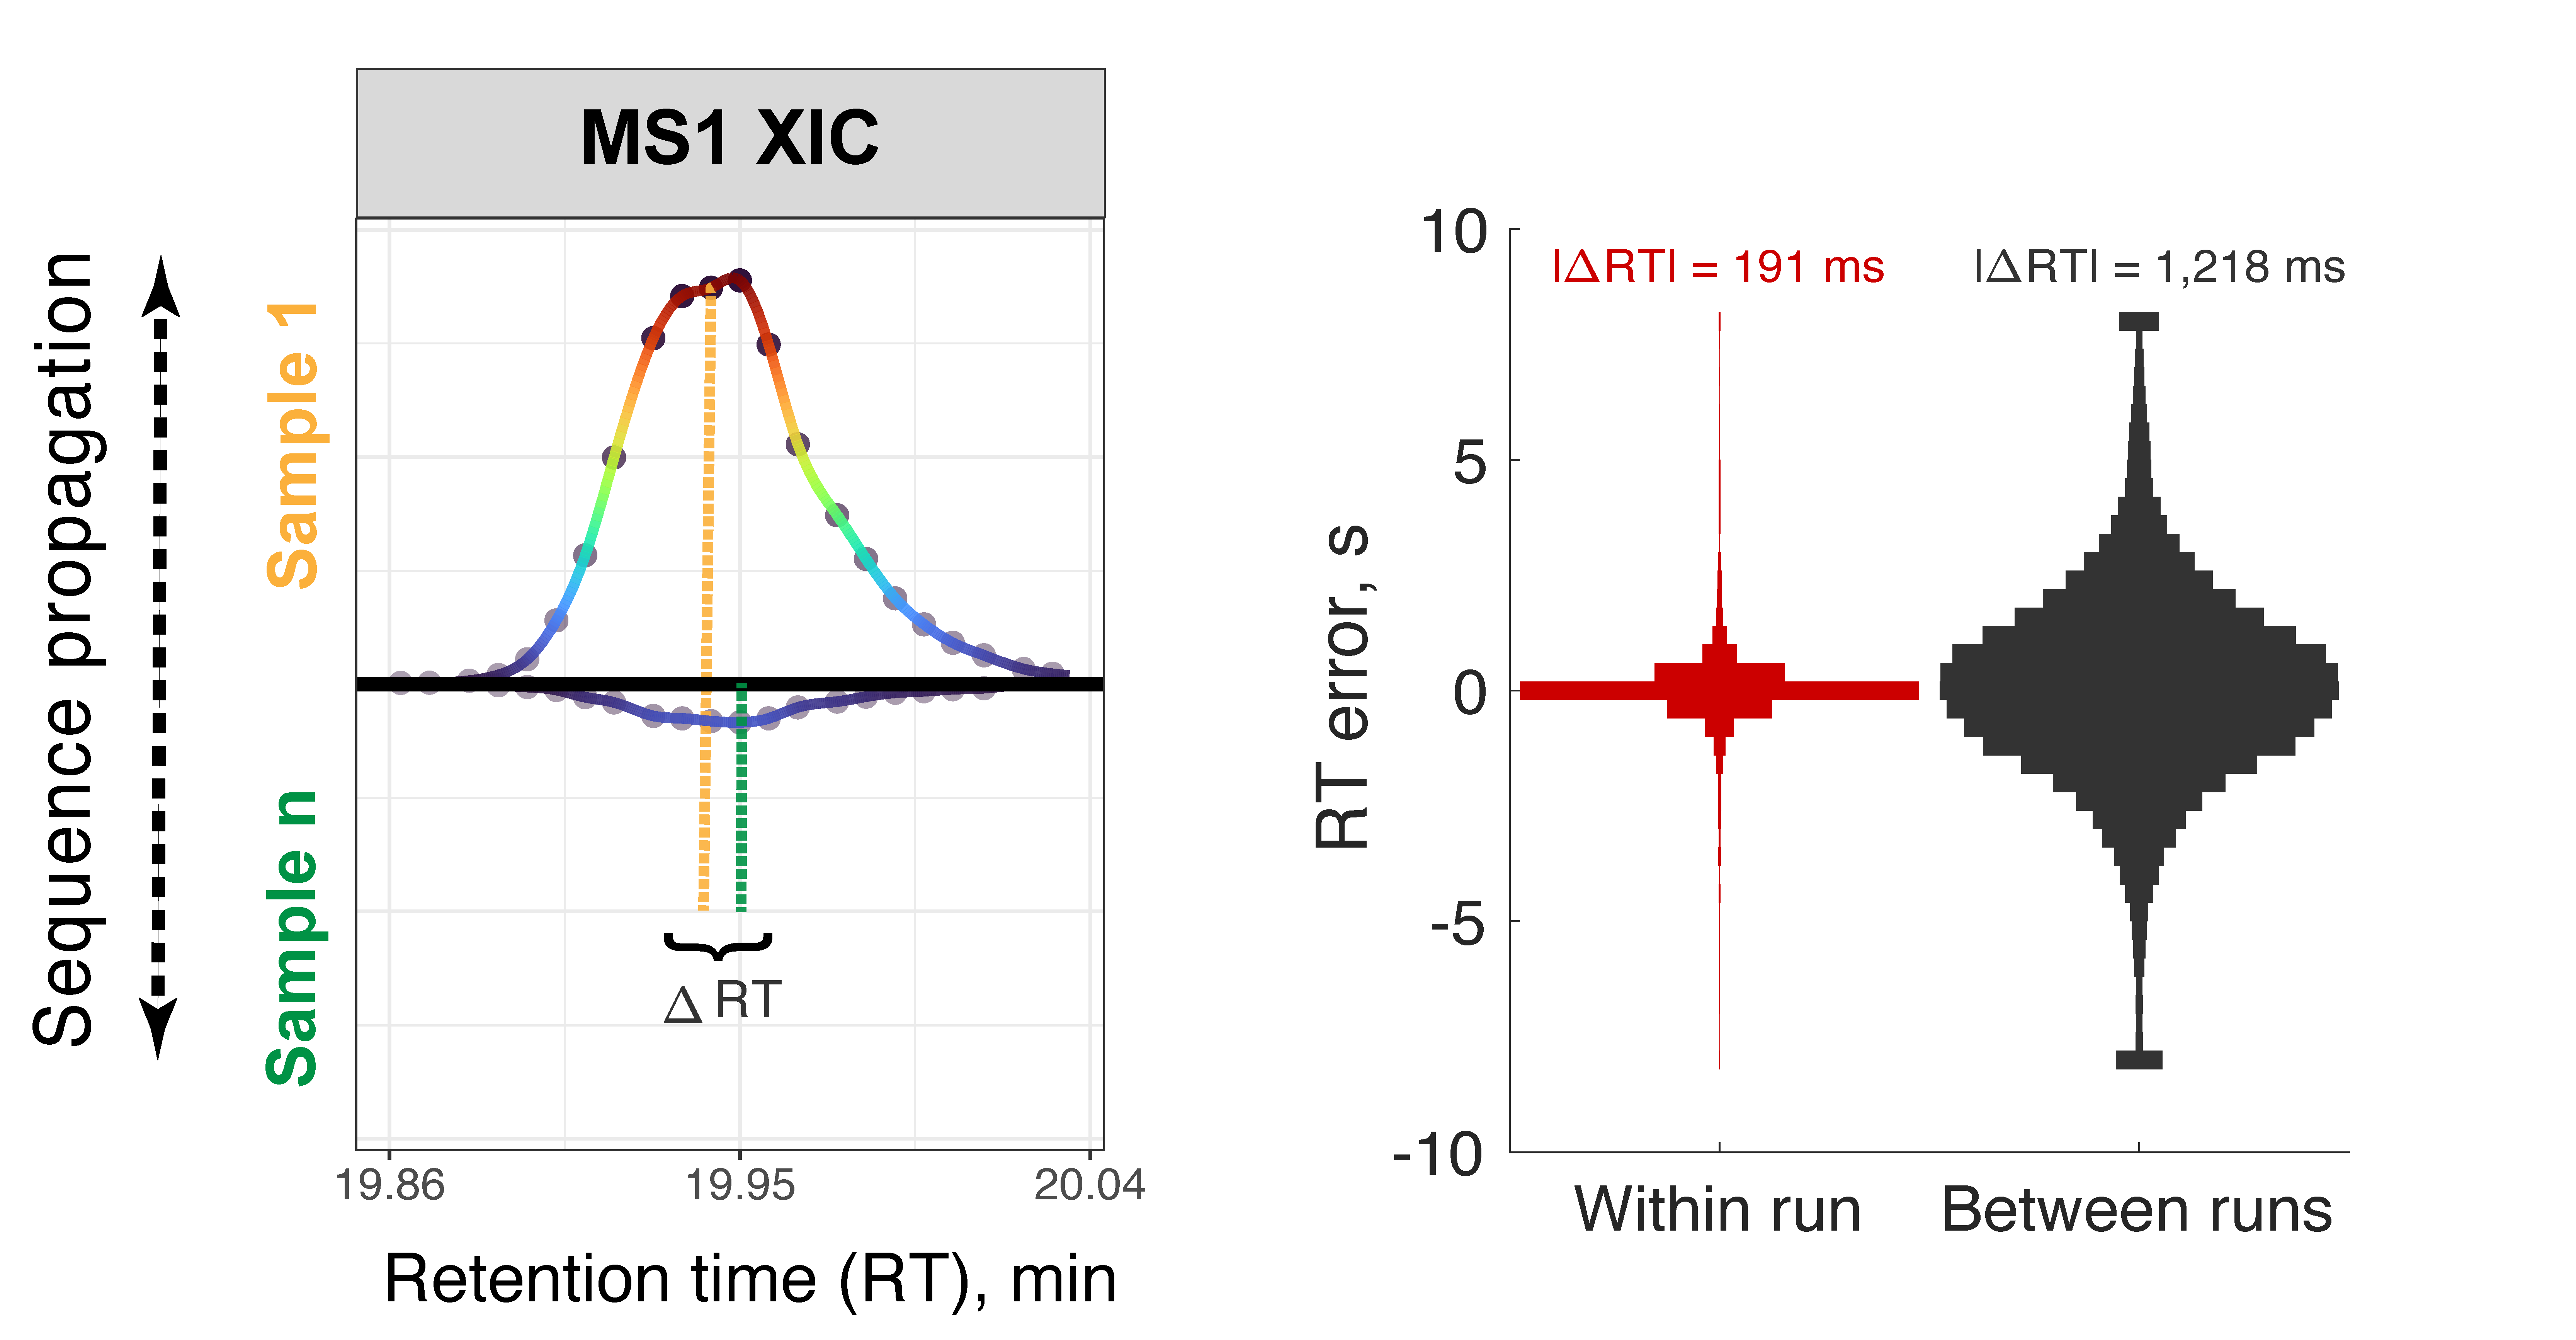 MS1 XIC
Sequence propagation
Sample 1
Sample n
Δ RT
19.86
19.95
20.04
Retention time (RT), min
RT error, s
10
5
0
-5
-10
|ΔRT| = 191 ms
|ΔRT| = 1,218 ms
Within run
Between runs